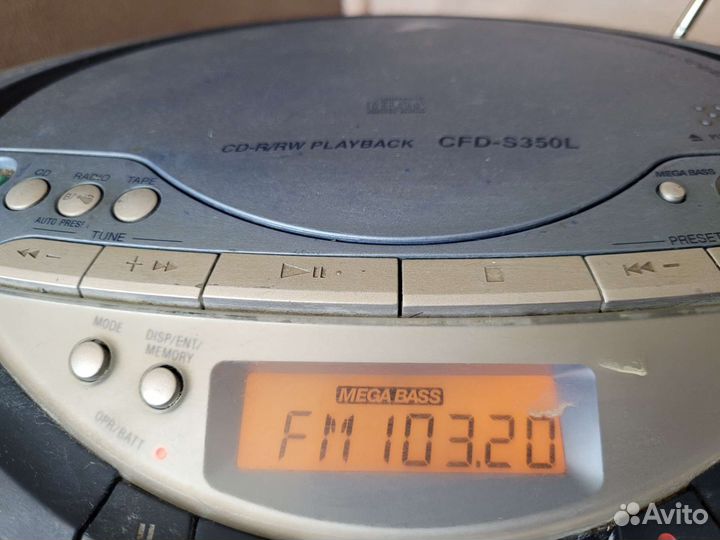 CD-R/RW PLAYBACK CFD-S350L
CD RADIO TAPE
MEGA BASS
AUTO PRESET
TUNE
PRESET
MODE
DISP/ENT/
MEMORY
OPR/BATT
MEGA BASS
FM 103.20
Avito